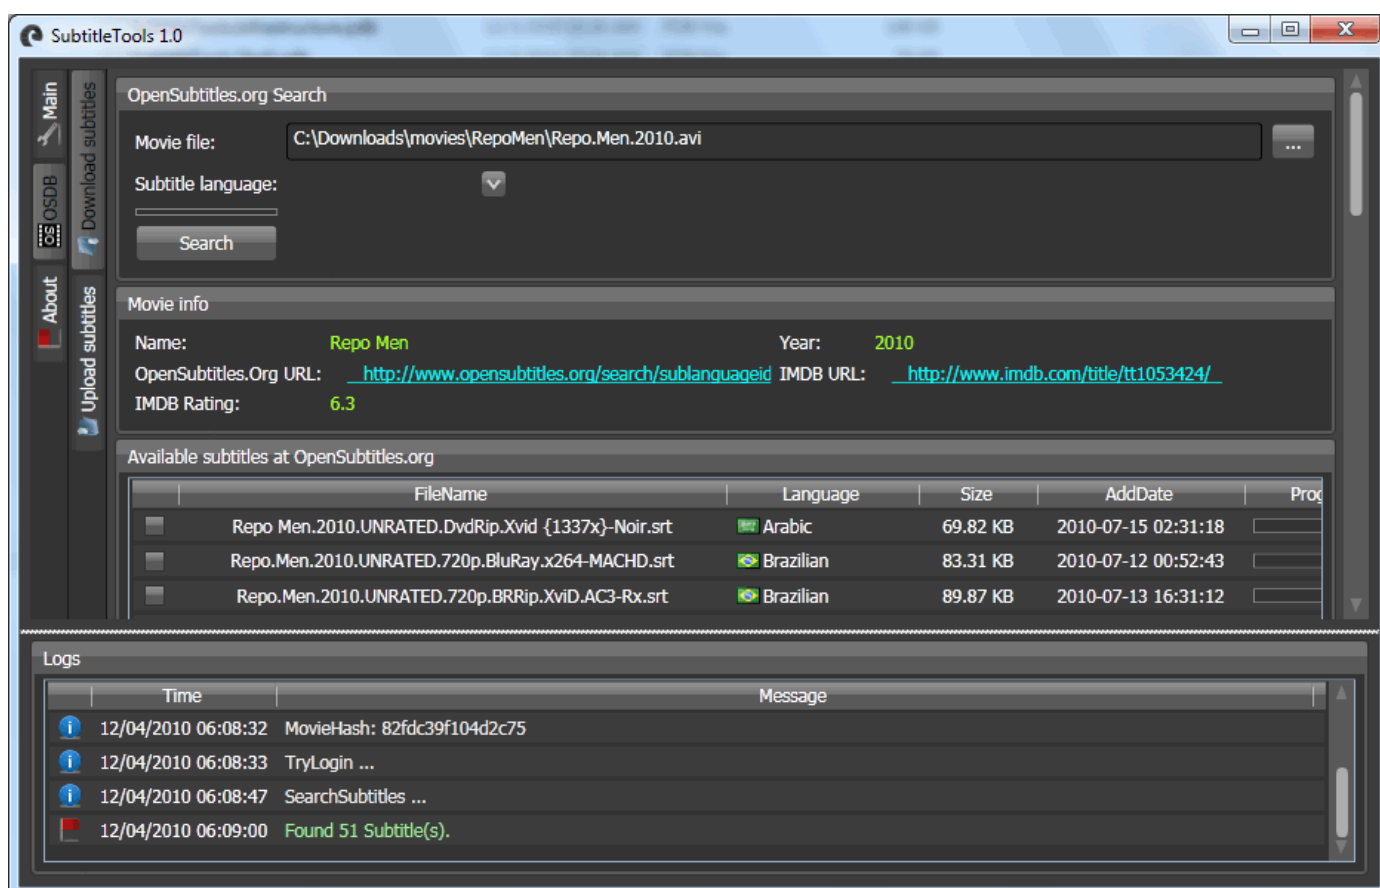 SubtitleTools 1.0
Main
OSDB
About
Download subtitles
Upload subtitles
OpenSubtitles.org Search
Movie file: C:\Downloads\movies\RepoMen\Repo.Men.2010.avi ...
Subtitle language:
Search
Movie info
Name: Repo Men Year: 2010
OpenSubtitles.Org URL: http://www.opensubtitles.org/search/sublanguageid IMDB URL: http://www.imdb.com/title/tt1053424/
IMDB Rating: 6.3
Available subtitles at OpenSubtitles.org
FileName Language Size AddDate Prog
Repo Men.2010.UNRATED.DvdRip.Xvid {1337x}-Noir.srt Arabic 69.82 KB 2010-07-15 02:31:18
Repo.Men.2010.UNRATED.720p.BluRay.x264-MACHD.srt Brazilian 83.31 KB 2010-07-12 00:52:43
Repo.Men.2010.UNRATED.720p.BRRip.XviD.AC3-Rx.srt Brazilian 89.87 KB 2010-07-13 16:31:12
Logs
Time Message
12/04/2010 06:08:32 MovieHash: 82fdc39f104d2c75
12/04/2010 06:08:33 TryLogin ...
12/04/2010 06:08:47 SearchSubtitles ...
12/04/2010 06:09:00 Found 51 Subtitle(s).